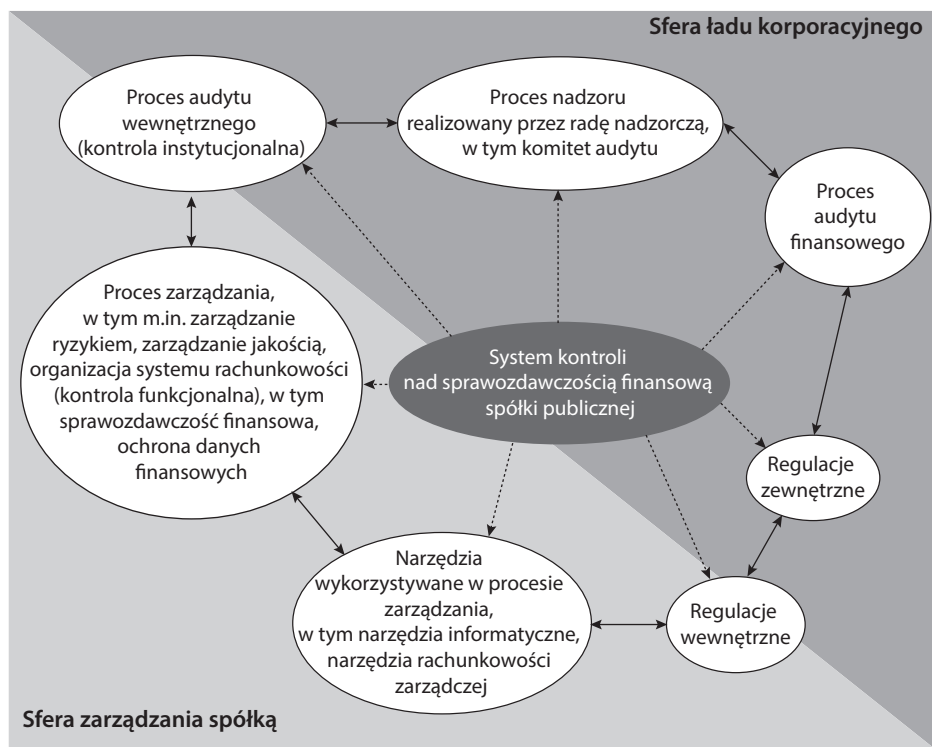 Sfera ładu korporacyjnego
Proces audytu
wewnętrznego
(kontrola instytucjonalna)
Proces nadzoru
realizowany przez radę nadzorczą,
w tym komitet audytu
Proces
audytu
finansowego
Proces zarządzania,
w tym m.in. zarządzanie
ryzykiem, zarządzanie jakością,
organizacja systemu rachunkowości
(kontrola funkcjonalna), w tym
sprawozdawczość finansowa,
ochrona danych
finansowych
System kontroli
nad sprawozdawczością finansową
spółki publicznej
Regulacje
zewnętrzne
Narzędzia
wykorzystywane w procesie
zarządzania,
w tym narzędzia informatyczne,
narzędzia rachunkowości
zarządczej
Regulacje
wewnętrzne
Sfera zarządzania spółką